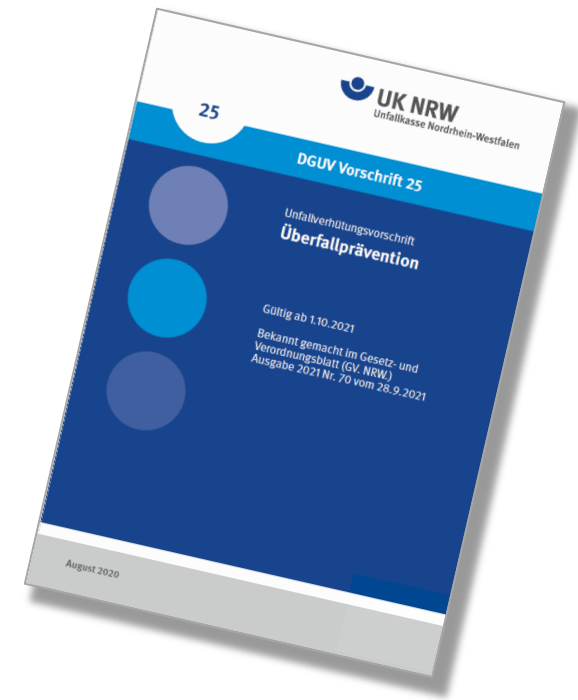 UK NRW
Unfallkasse Nordrhein-Westfalen
25
DGUV Vorschrift 25
Unfallverhütungsvorschrift
Überfallprävention
Gültig ab 1.10.2021
Bekannt gemacht im Gesetz- und
Verordnungsblatt (GV. NRW.)
Ausgabe 2021 Nr. 70 vom 28.9.2021
August 2020